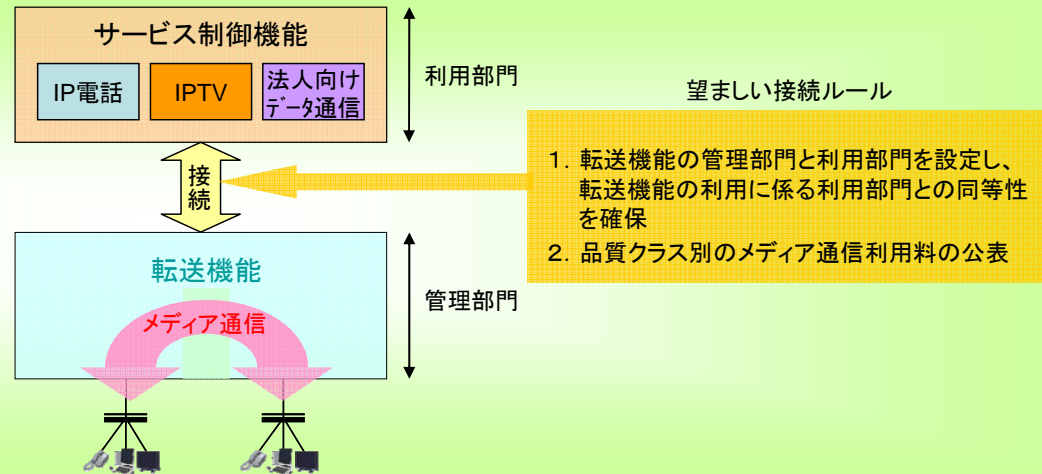 サービス制御機能
IP電話
IPTV
法人向け
データ通信
利用部門
接
続
転送機能
メディア通信
管理部門
望ましい接続ルール
1. 転送機能の管理部門と利用部門を設定し、
転送機能の利用に係る利用部門との同等性
を確保
2. 品質クラス別のメディア通信利用料の公表